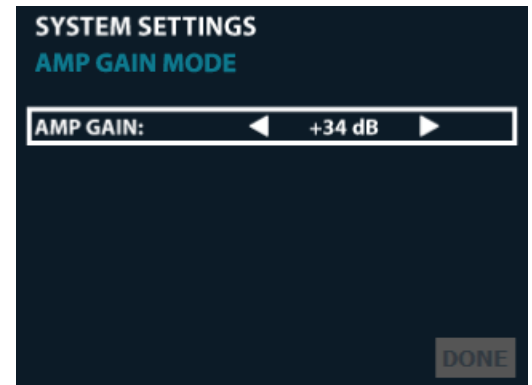 SYSTEM SETTINGS
AMP GAIN MODE
AMP GAIN: +34 dB
DONE